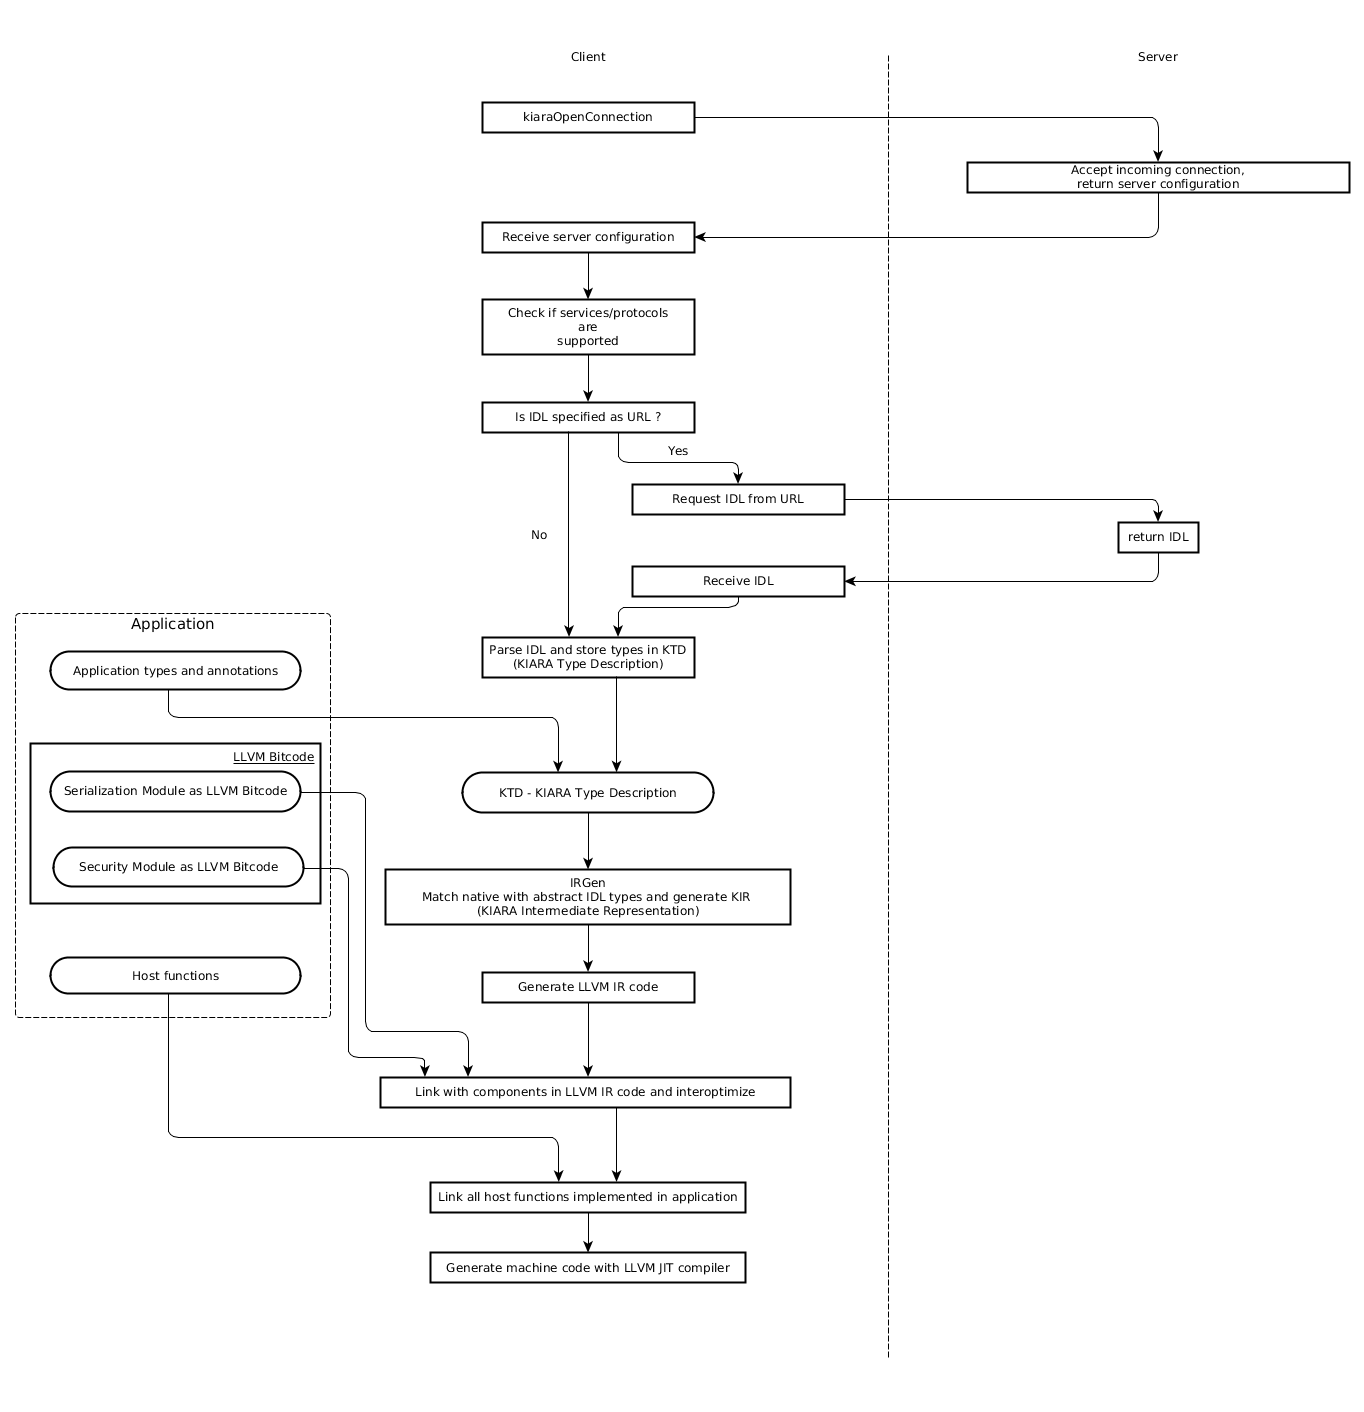 Client
Server
kiaraOpenConnection
Accept incoming connection,
return server configuration
Receive server configuration
Check if services/protocols
are
supported
Is IDL specified as URL ?
Yes
Request IDL from URL
No
return IDL
Receive IDL
Application
Parse IDL and store types in KTD
(KIARA Type Description)
Application types and annotations
LLVM Bitcode
Serialization Module as LLVM Bitcode
KTD - KIARA Type Description
Security Module as LLVM Bitcode
IRGen
Match native with abstract IDL types and generate KIR
(KIARA Intermediate Representation)
Host functions
Generate LLVM IR code
Link with components in LLVM IR code and interoptimize
Link all host functions implemented in application
Generate machine code with LLVM JIT compiler